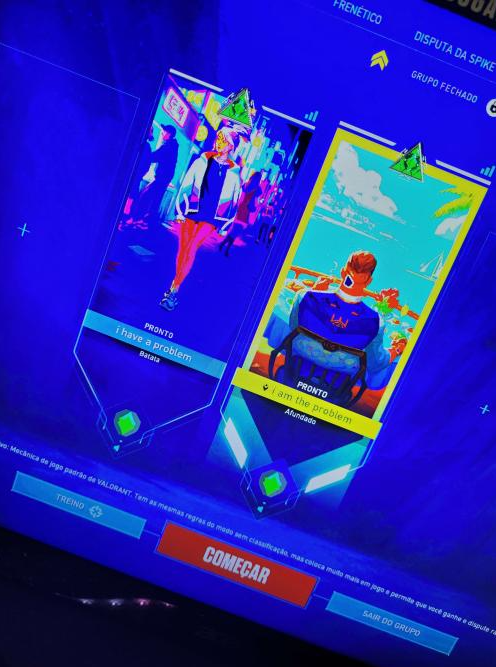 FRENÉTICO
DISPUTA DA SPIKE
GRUPO FECHADO
PRONTO
i have a problem
Batata
PRONTO
i am the problem
Afundado
vo: Mecânica de jogo padrão de VALORANT. Tem as mesmas regras do modo sem classificação, mas coloca muito mais em jogo e permite que você ganhe e dispute ra
TREINO
COMEÇAR
SAIR DO GRUPO